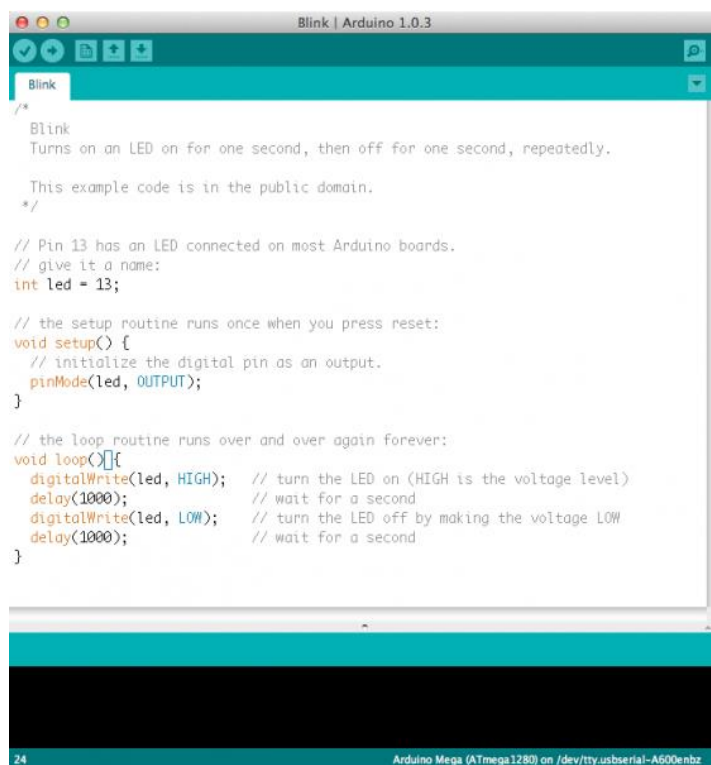 Blink | Arduino 1.0.3
Blink
/*
  Blink
  Turns on an LED on for one second, then off for one second, repeatedly.

  This example code is in the public domain.
 */

// Pin 13 has an LED connected on most Arduino boards.
// give it a name:
int led = 13;

// the setup routine runs once when you press reset:
void setup() {
  // initialize the digital pin as an output.
  pinMode(led, OUTPUT);
}

// the loop routine runs over and over again forever:
void loop() {
  digitalWrite(led, HIGH);   // turn the LED on (HIGH is the voltage level)
  delay(1000);               // wait for a second
  digitalWrite(led, LOW);    // turn the LED off by making the voltage LOW
  delay(1000);               // wait for a second
}
24 Arduino Mega (ATmega1280) on /dev/tty.usbserial-A600enbz